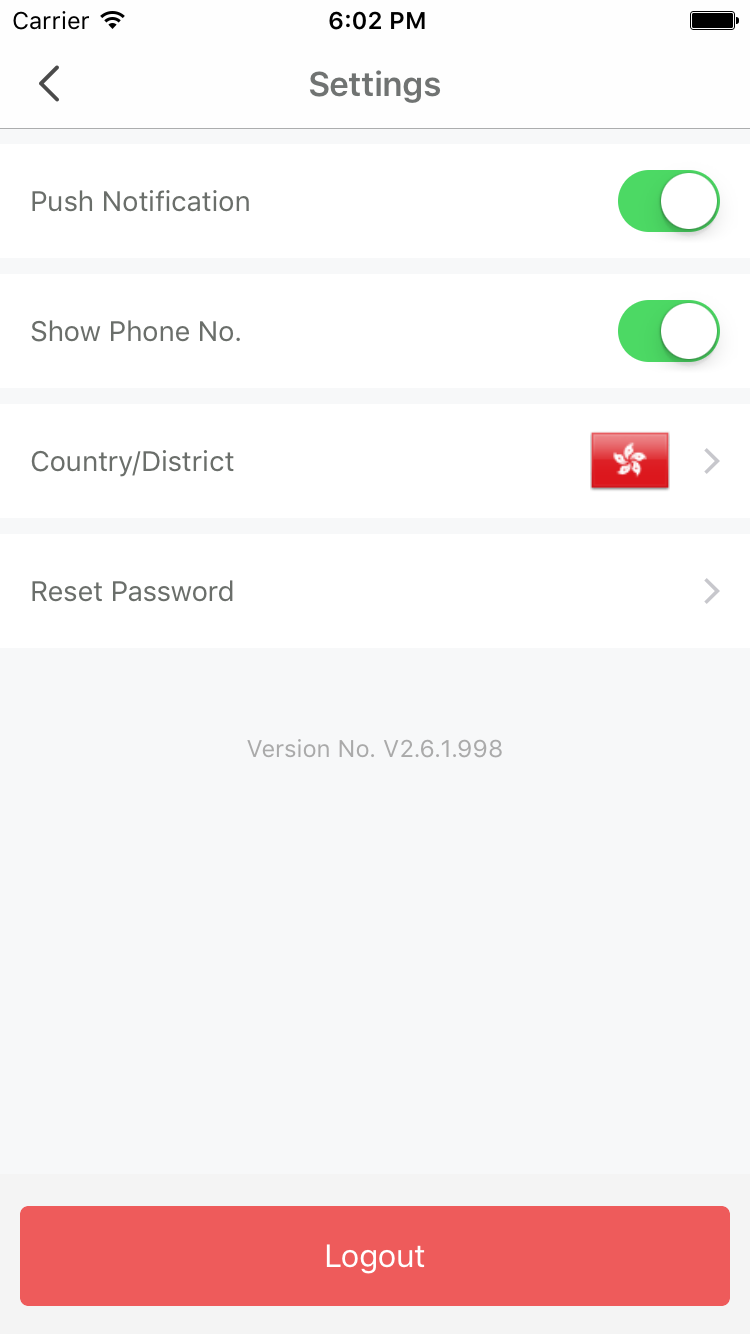 Carrier 6:02 PM
Settings
Push Notification
Show Phone No.
Country/District
Reset Password
Version No. V2.6.1.998
Logout